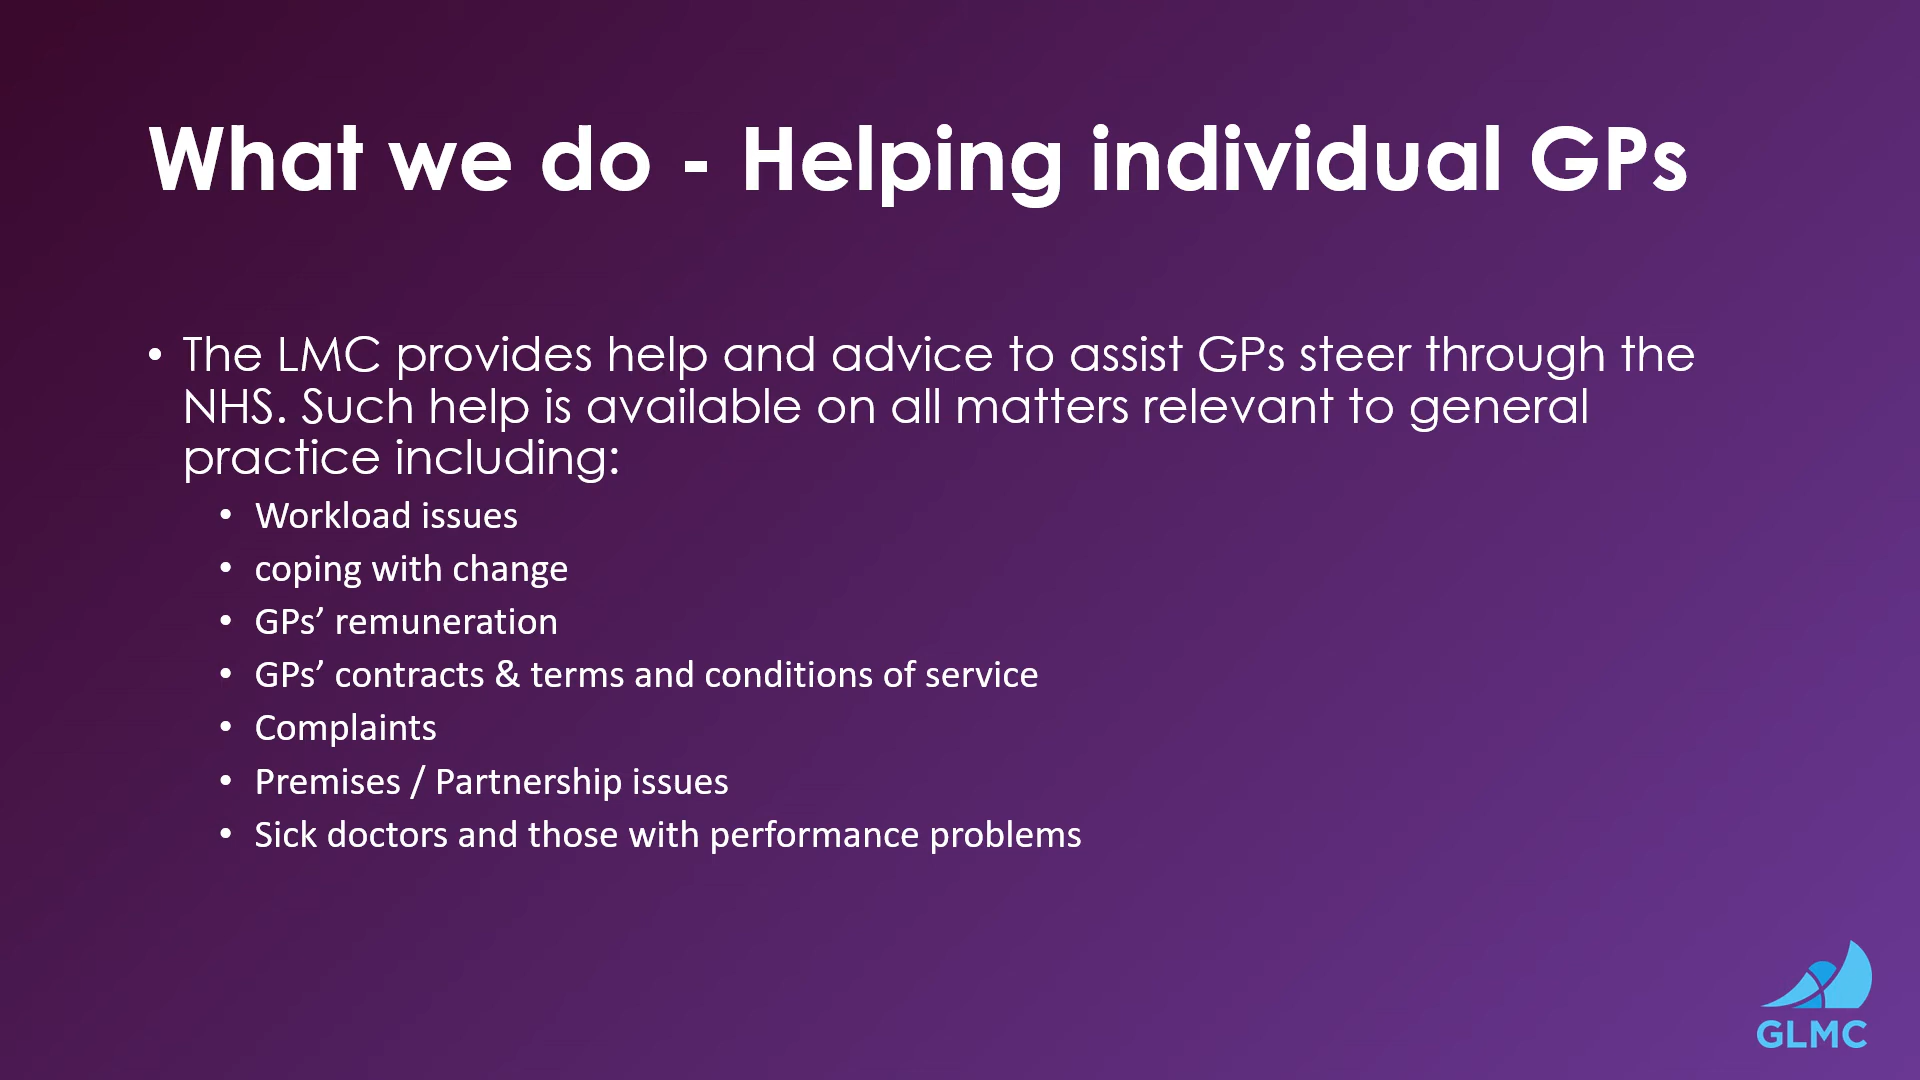 What we do - Helping individual GPs
• The LMC provides help and advice to assist GPs steer through the
NHS. Such help is available on all matters relevant to general
practice including:
• Workload issues
• coping with change
• GPs’ remuneration
• GPs’ contracts & terms and conditions of service
• Complaints
• Premises / Partnership issues
• Sick doctors and those with performance problems
GLMC